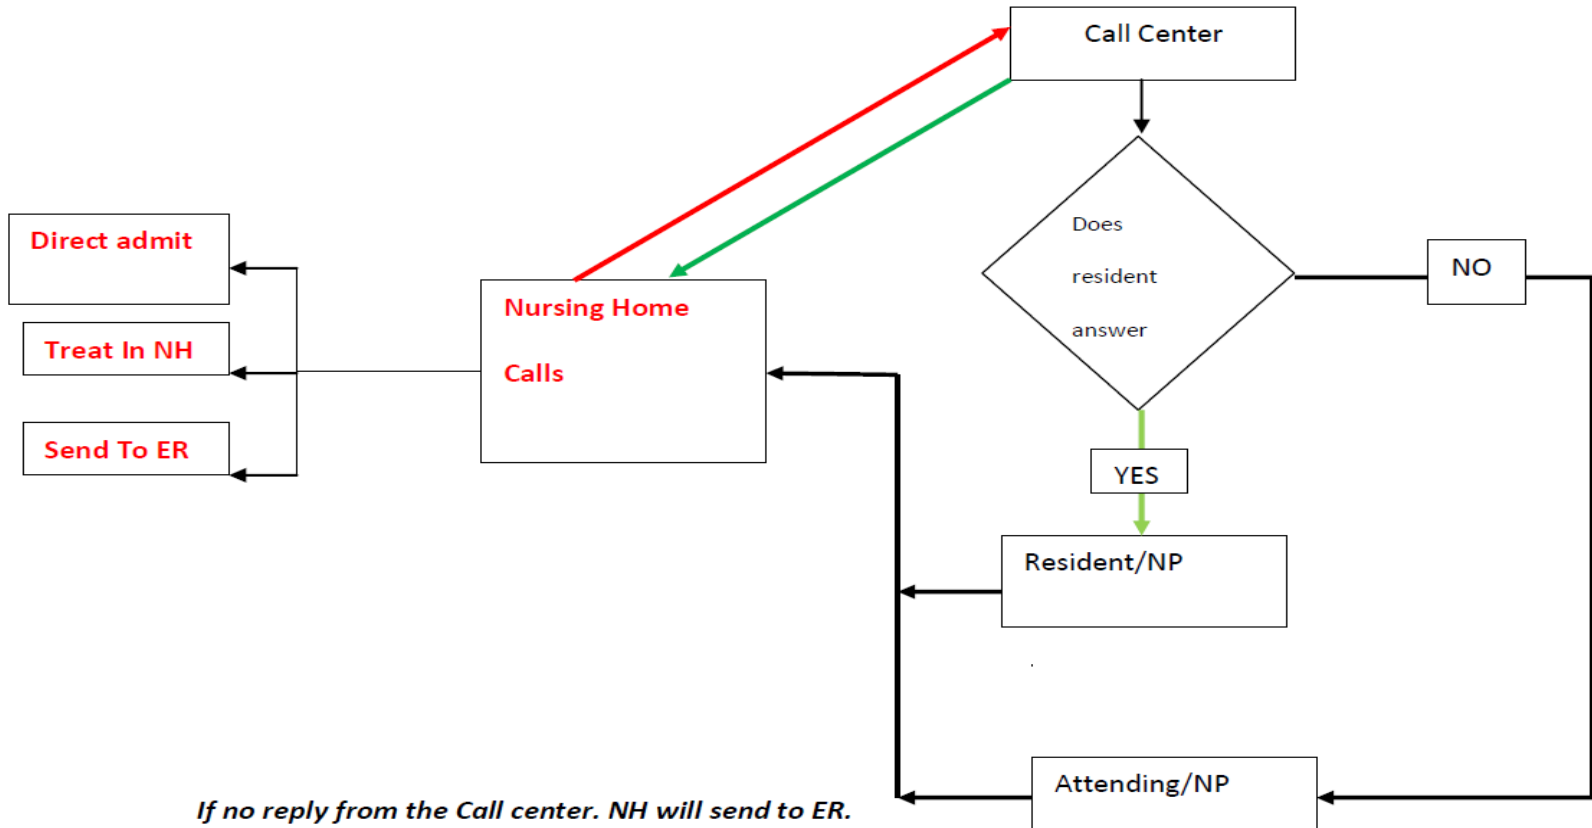 Call Center
Does
resident
answer
NO
Direct admit
Nursing Home
Calls
Treat In NH
Send To ER
YES
Resident/NP
.
Attending/NP
If no reply from the Call center. NH will send to ER.